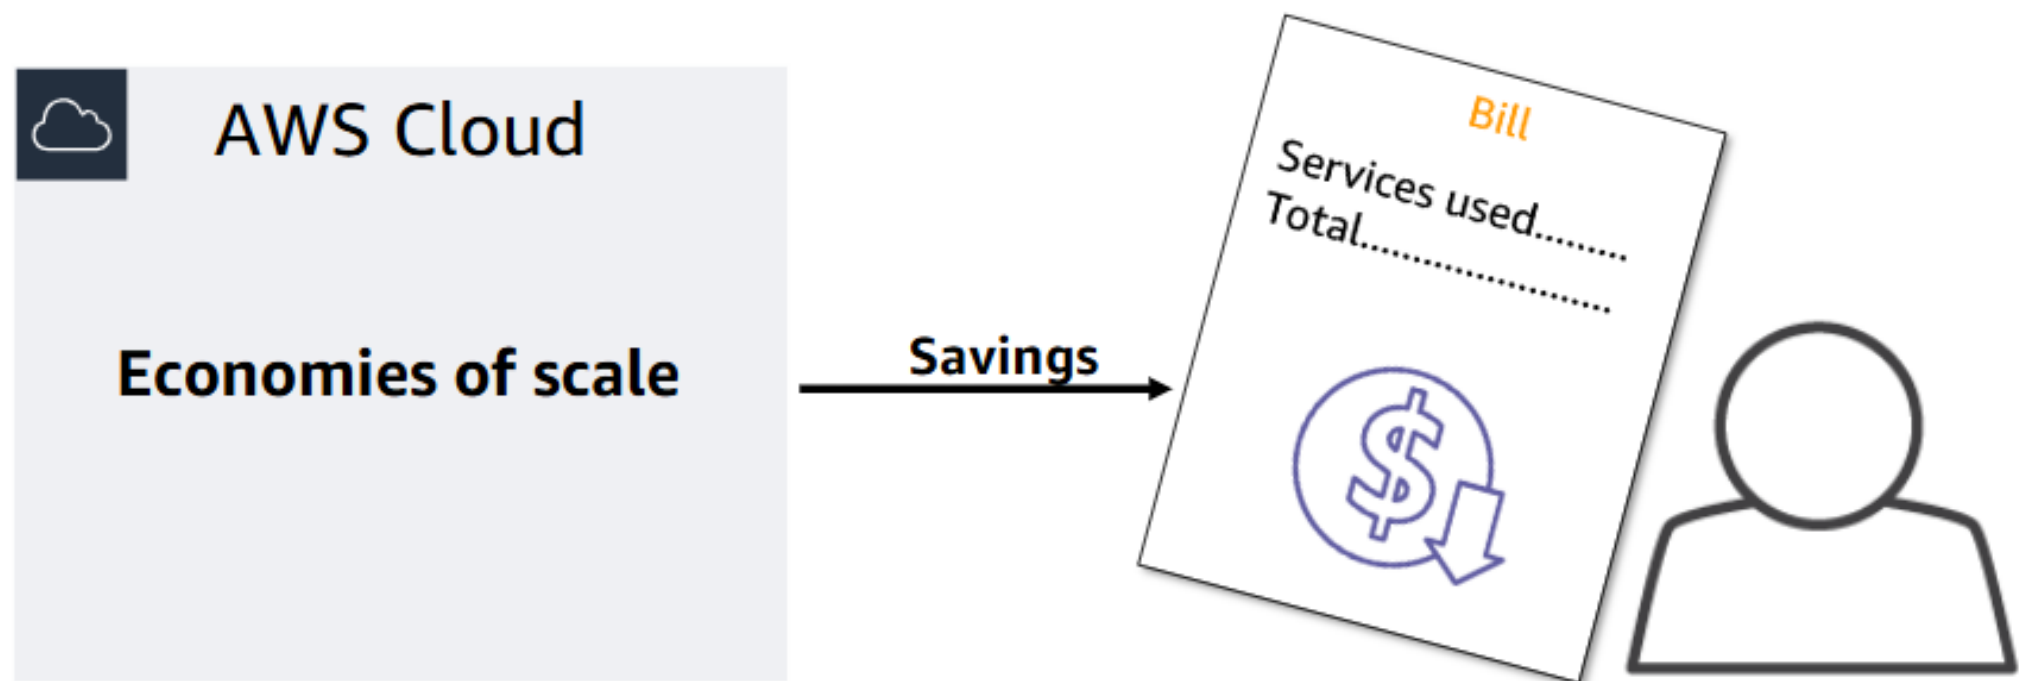 AWS Cloud
Economies of scale
Savings
Bill
Services used.........
Total........................
$